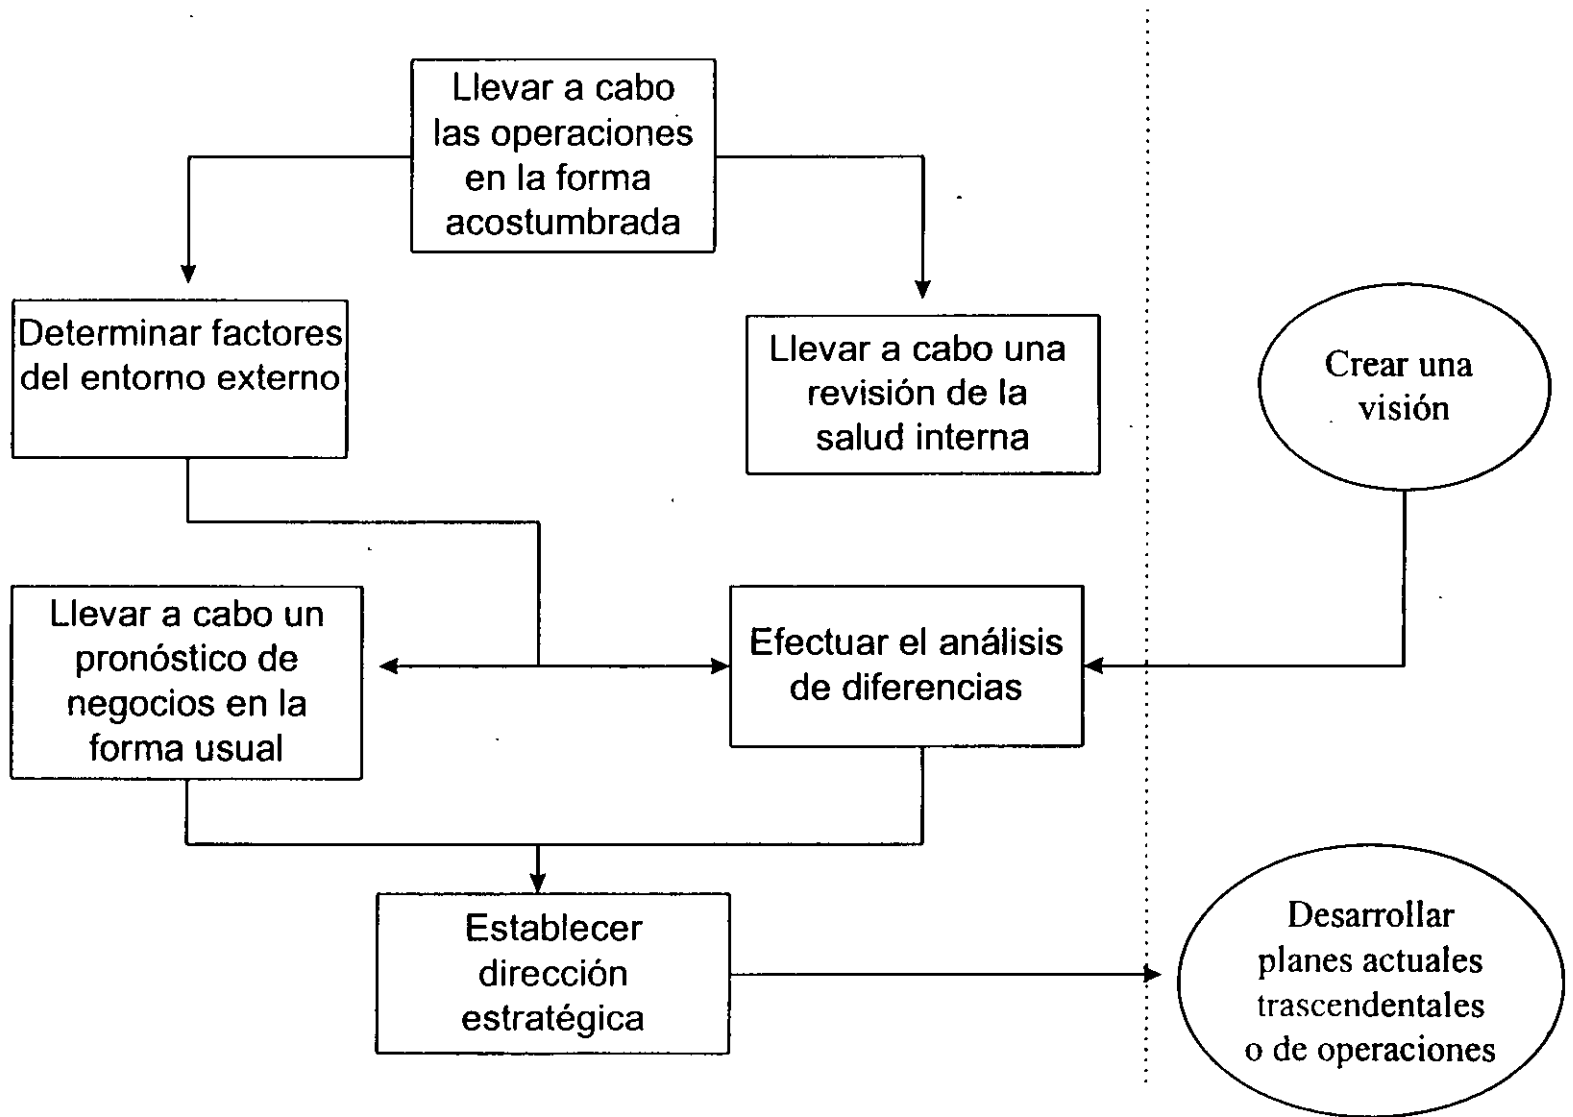 Llevar a cabo
las operaciones
en la forma
acostumbrada
Determinar factores
del entorno externo
Llevar a cabo una
revisión de la
salud interna
Crear una
visión
Llevar a cabo un
pronóstico de
negocios en la
forma usual
Efectuar el análisis
de diferencias
Establecer
dirección
estratégica
Desarrollar
planes actuales
trascendentales
o de operaciones